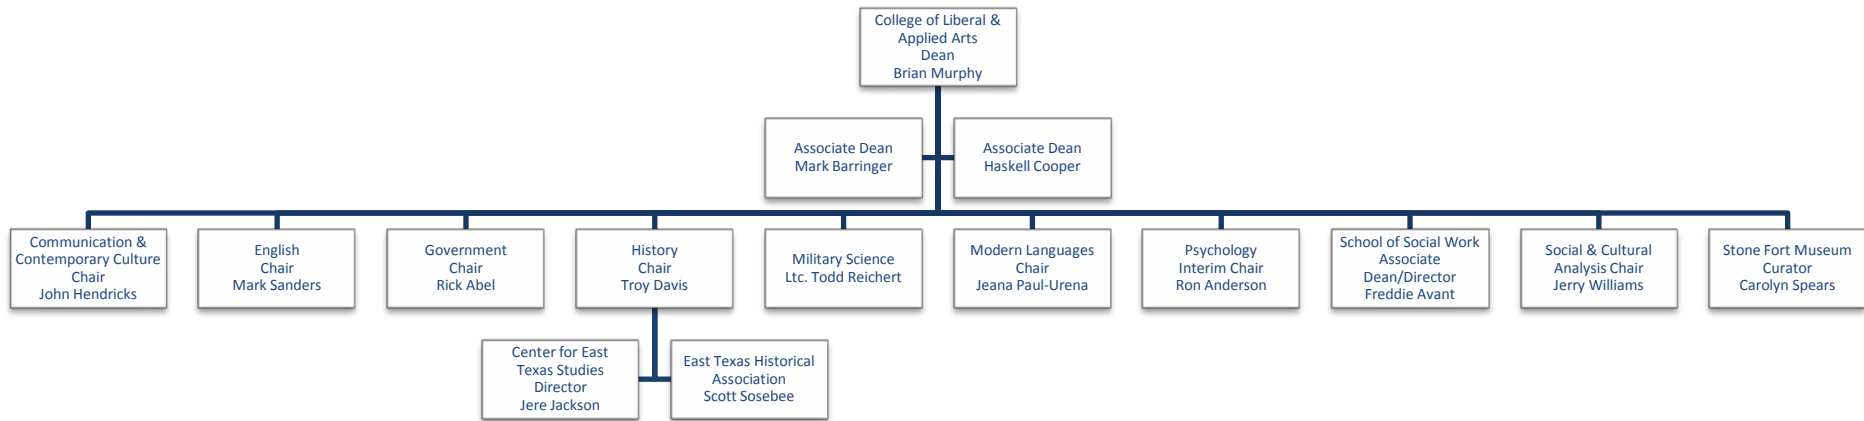 College of Liberal &
Applied Arts
Dean
Brian Murphy
Associate Dean
Mark Barringer
Associate Dean
Haskell Cooper
Communication &
Contemporary Culture
Chair
John Hendricks
English
Chair
Mark Sanders
Government
Chair
Rick Abel
History
Chair
Troy Davis
Military Science
Ltc. Todd Reichert
Modern Languages
Chair
Jeana Paul-Urena
Psychology
Interim Chair
Ron Anderson
School of Social Work
Associate
Dean/Director
Freddie Avant
Social & Cultural
Analysis Chair
Jerry Williams
Stone Fort Museum
Curator
Carolyn Spears
Center for East
Texas Studies
Director
Jere Jackson
East Texas Historical
Association
Scott Sosebee